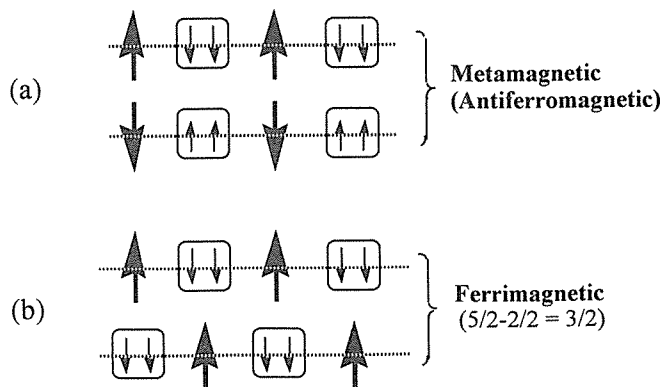 (a)
Metamagnetic
(Antiferromagnetic)
(b)
Ferrimagnetic
(5/2-2/2 = 3/2)